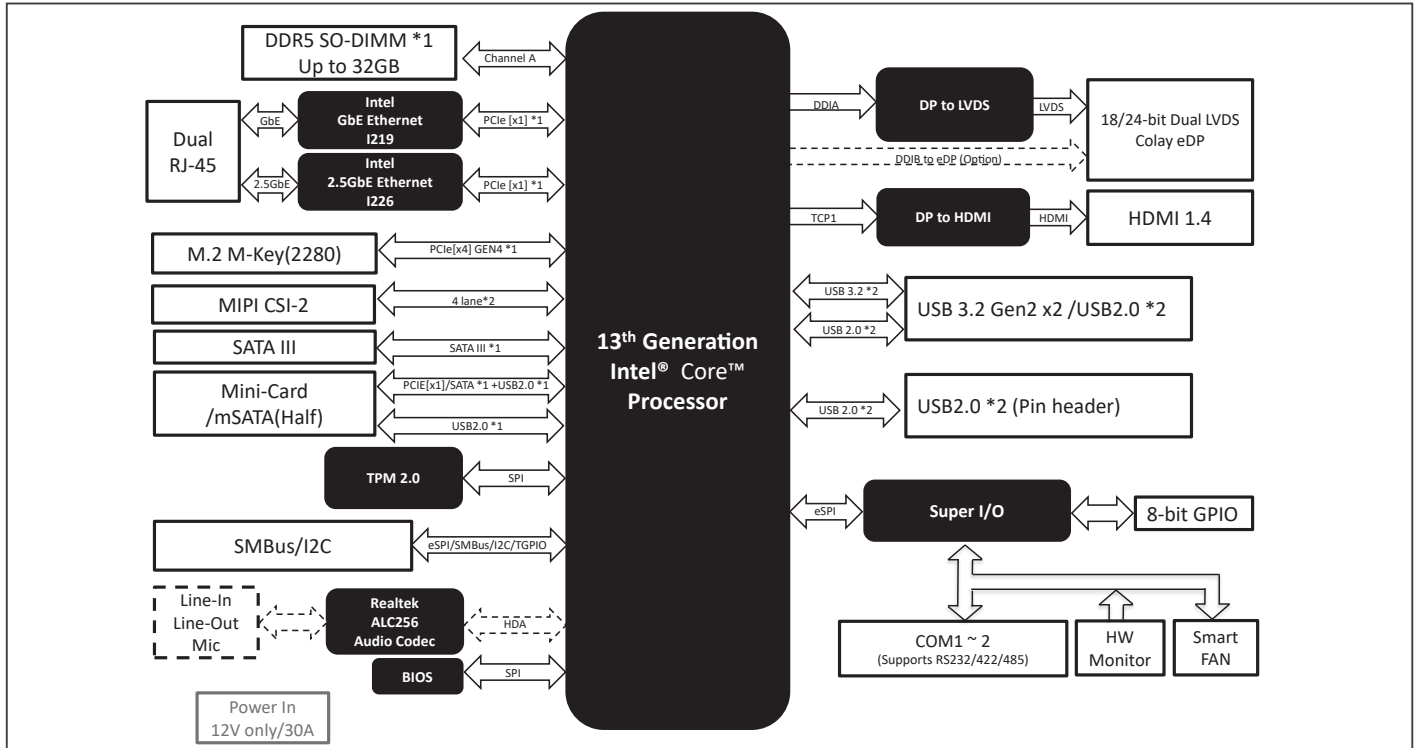 DDR5 SO-DIMM *1
Up to 32GB
Channel A
Dual
RJ-45
GbE
Intel
GbE Ethernet
I219
PCIe [x1] *1
2.5GbE
Intel
2.5GbE Ethernet
I226
PCIe [x1] *1
M.2 M-Key(2280)
PCIe[x4] GEN4 *1
MIPI CSI-2
4 lane*2
SATA III
SATA III *1
Mini-Card
/mSATA(Half)
PCIE[x1]/SATA *1 +USB2.0 *1
USB2.0 *1
TPM 2.0
SPI
SMBus/I2C
eSPI/SMBus/I2C/TGPIO
Line-In
Line-Out
Mic
Realtek
ALC256
Audio Codec
HDA
BIOS
SPI
Power In
12V only/30A
13th Generation
Intel® Core™
Processor
DDIA
DP to LVDS
LVDS
18/24-bit Dual LVDS
Colay eDP
DDIB to eDP (Option)
TCP1
DP to HDMI
HDMI
HDMI 1.4
USB 3.2 *2
USB 2.0 *2
USB 3.2 Gen2 x2 /USB2.0 *2
USB 2.0 *2
USB2.0 *2 (Pin header)
eSPI
Super I/O
8-bit GPIO
COM1 ~ 2
(Supports RS232/422/485)
HW
Monitor
Smart
FAN